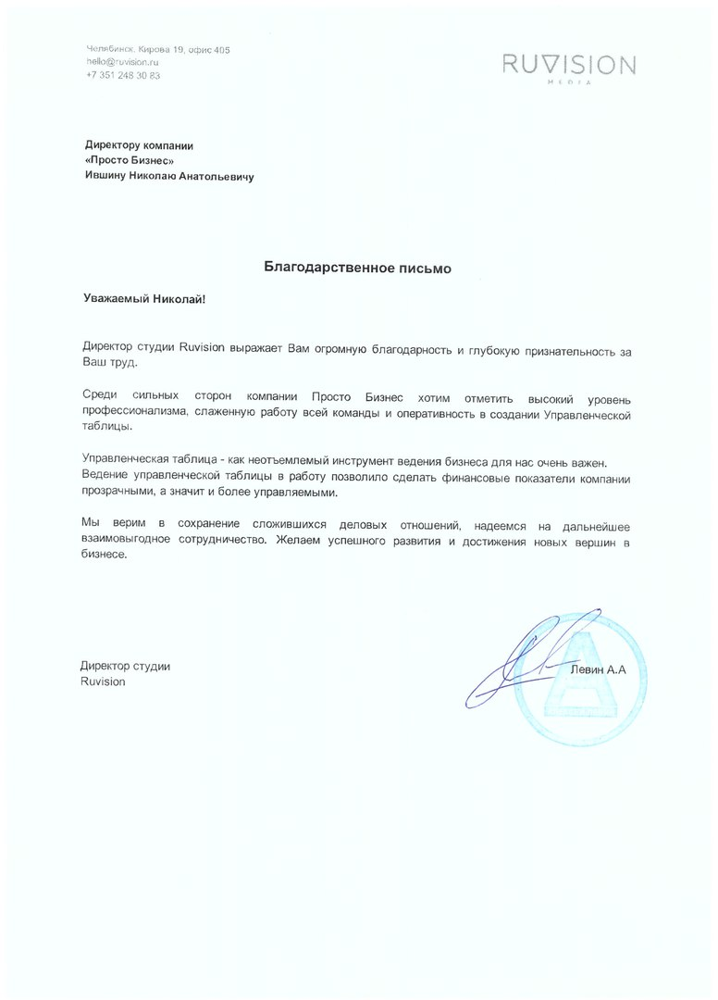 Челябинск. Кирова 19, офис 405
hello@ruvision.ru
+7 351 248 30 83
RUVISION
MEDIA
Директору компании
«Просто Бизнес»
Ившину Николаю Анатольевичу
Благодарственное письмо
Уважаемый Николай!
Директор студии Ruvision выражает Вам огромную благодарность и глубокую признательность за
Ваш труд.
Среди сильных сторон компании Просто Бизнес хотим отметить высокий уровень
профессионализма, слаженную работу всей команды и оперативность в создании Управленческой
таблицы.
Управленческая таблица - как неотъемлемый инструмент ведения бизнеса для нас очень важен.
Ведение управленческой таблицы в работу позволило сделать финансовые показатели компании
прозрачными, а значит и более управляемыми.
Мы верим в сохранение сложившихся деловых отношений, надеемся на дальнейшее
взаимовыгодное сотрудничество. Желаем успешного развития и достижения новых вершин в
бизнесе.
Директор студии
Ruvision
Левин А.А